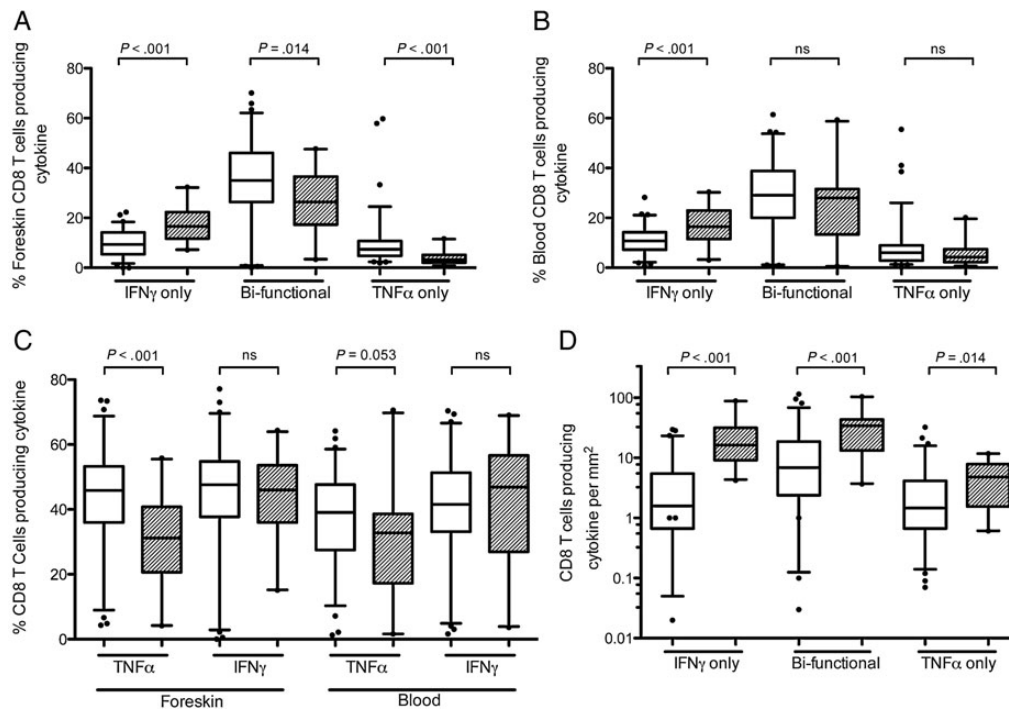 A
P < .001
P = .014
P < .001
% Foreskin CD8 T cells producing
cytokine
80
60
40
20
0
IFNγ only
Bi-functional
TNFα only
B
P < .001
ns
ns
% Blood CD8 T cells producing
cytokine
80
60
40
20
0
IFNγ only
Bi-functional
TNFα only
C
P < .001
ns
P = 0.053
ns
% CD8 T Cells producing cytokine
80
60
40
20
0
TNFα
IFNγ
TNFα
IFNγ
Foreskin
Blood
D
P < .001
P < .001
P = .014
CD8 T cells producing
cytokine per mm²
100
10
1
0.1
0.01
IFNγ only
Bi-functional
TNFα only